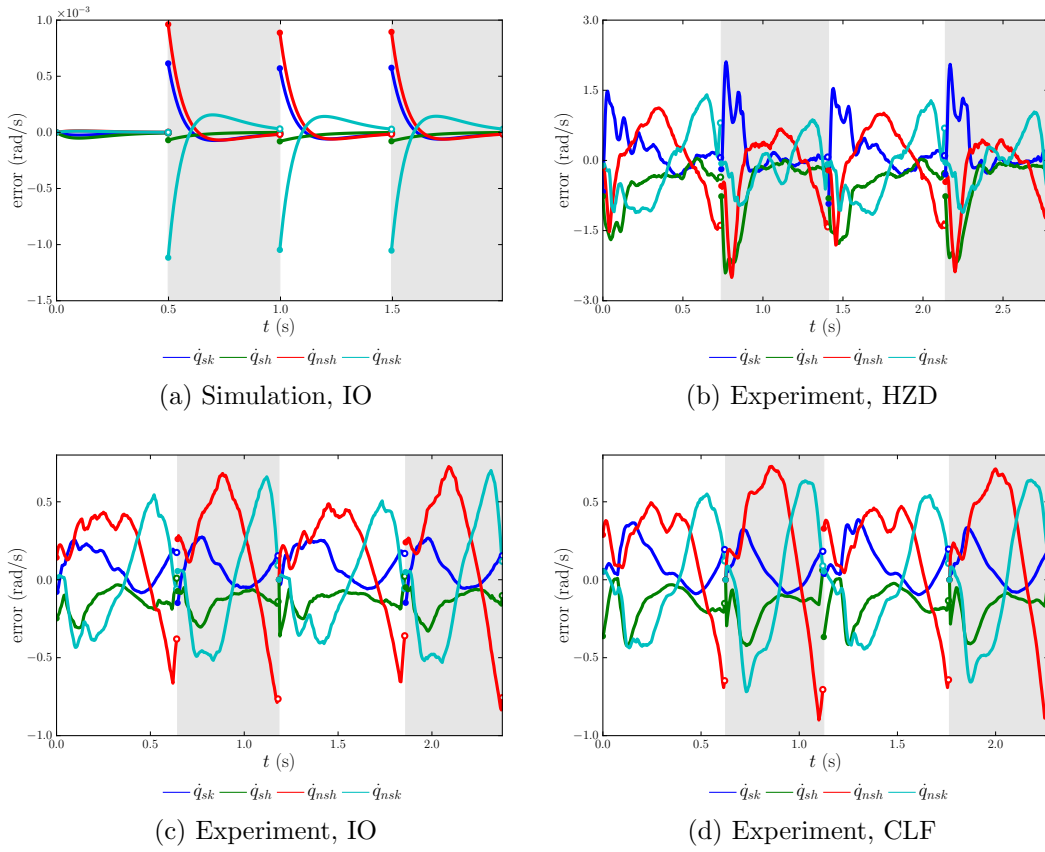 1.0 ×10⁻³
0.5
0.0
−0.5
−1.0
−1.5
error (rad/s)
0.0 0.5 1.0 1.5
t (s)
q̇sk q̇sh q̇nsh q̇nsk
(a) Simulation, IO
3.0
1.5
0.0
−1.5
−3.0
error (rad/s)
0.0 0.5 1.0 1.5 2.0 2.5
t (s)
q̇sk q̇sh q̇nsh q̇nsk
(b) Experiment, HZD
0.5
0.0
−0.5
−1.0
error (rad/s)
0.0 0.5 1.0 1.5 2.0
t (s)
q̇sk q̇sh q̇nsh q̇nsk
(c) Experiment, IO
0.5
0.0
−0.5
−1.0
error (rad/s)
0.0 0.5 1.0 1.5 2.0
t (s)
q̇sk q̇sh q̇nsh q̇nsk
(d) Experiment, CLF